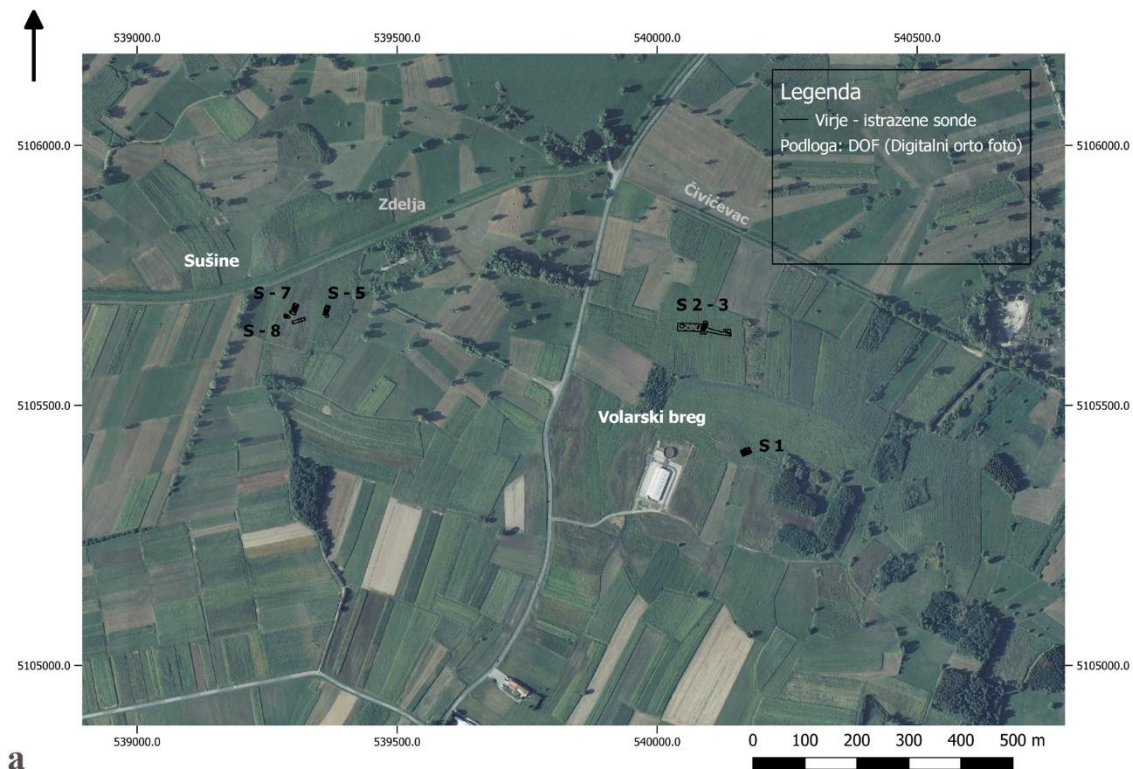 539000.0 539500.0 540000.0 540500.0
Legenda
Virje - istrazene sonde
Podloga: DOF (Digitalni orto foto)
5106000.0 5106000.0
Zdelja
Čivićevac
Sušine
S - 7 S - 5
S - 8
S 2 - 3
5105500.0 5105500.0
Volarski breg
S 1
5105000.0 5105000.0
539000.0 539500.0 540000.0
a
0 100 200 300 400 500 m